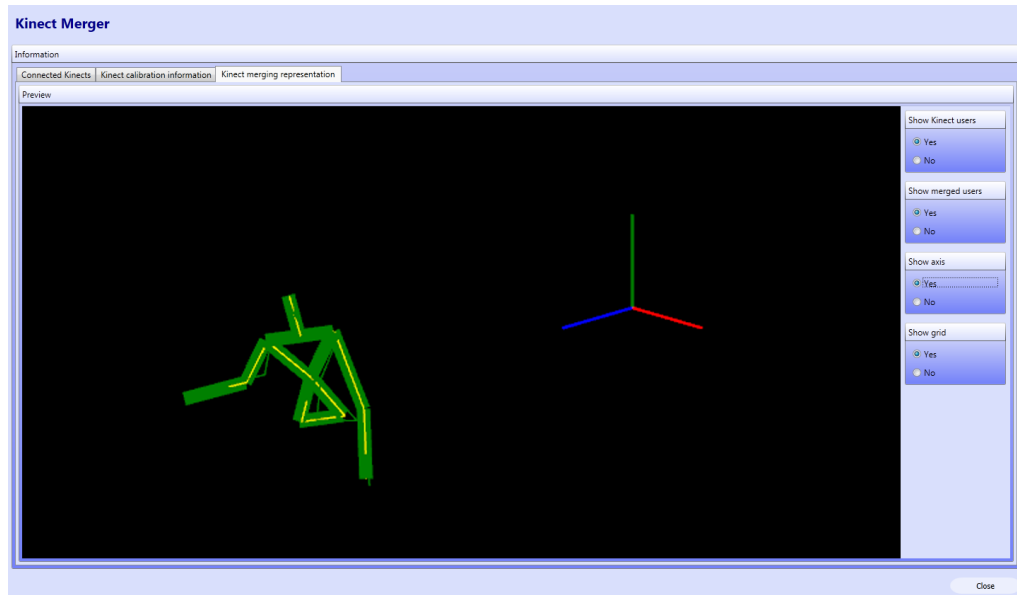 Kinect Merger
Information
Connected Kinects Kinect calibration information Kinect merging representation
Preview
Show Kinect users
Yes
No
Show merged users
Yes
No
Show axis
Yes
No
Show grid
Yes
No
Close